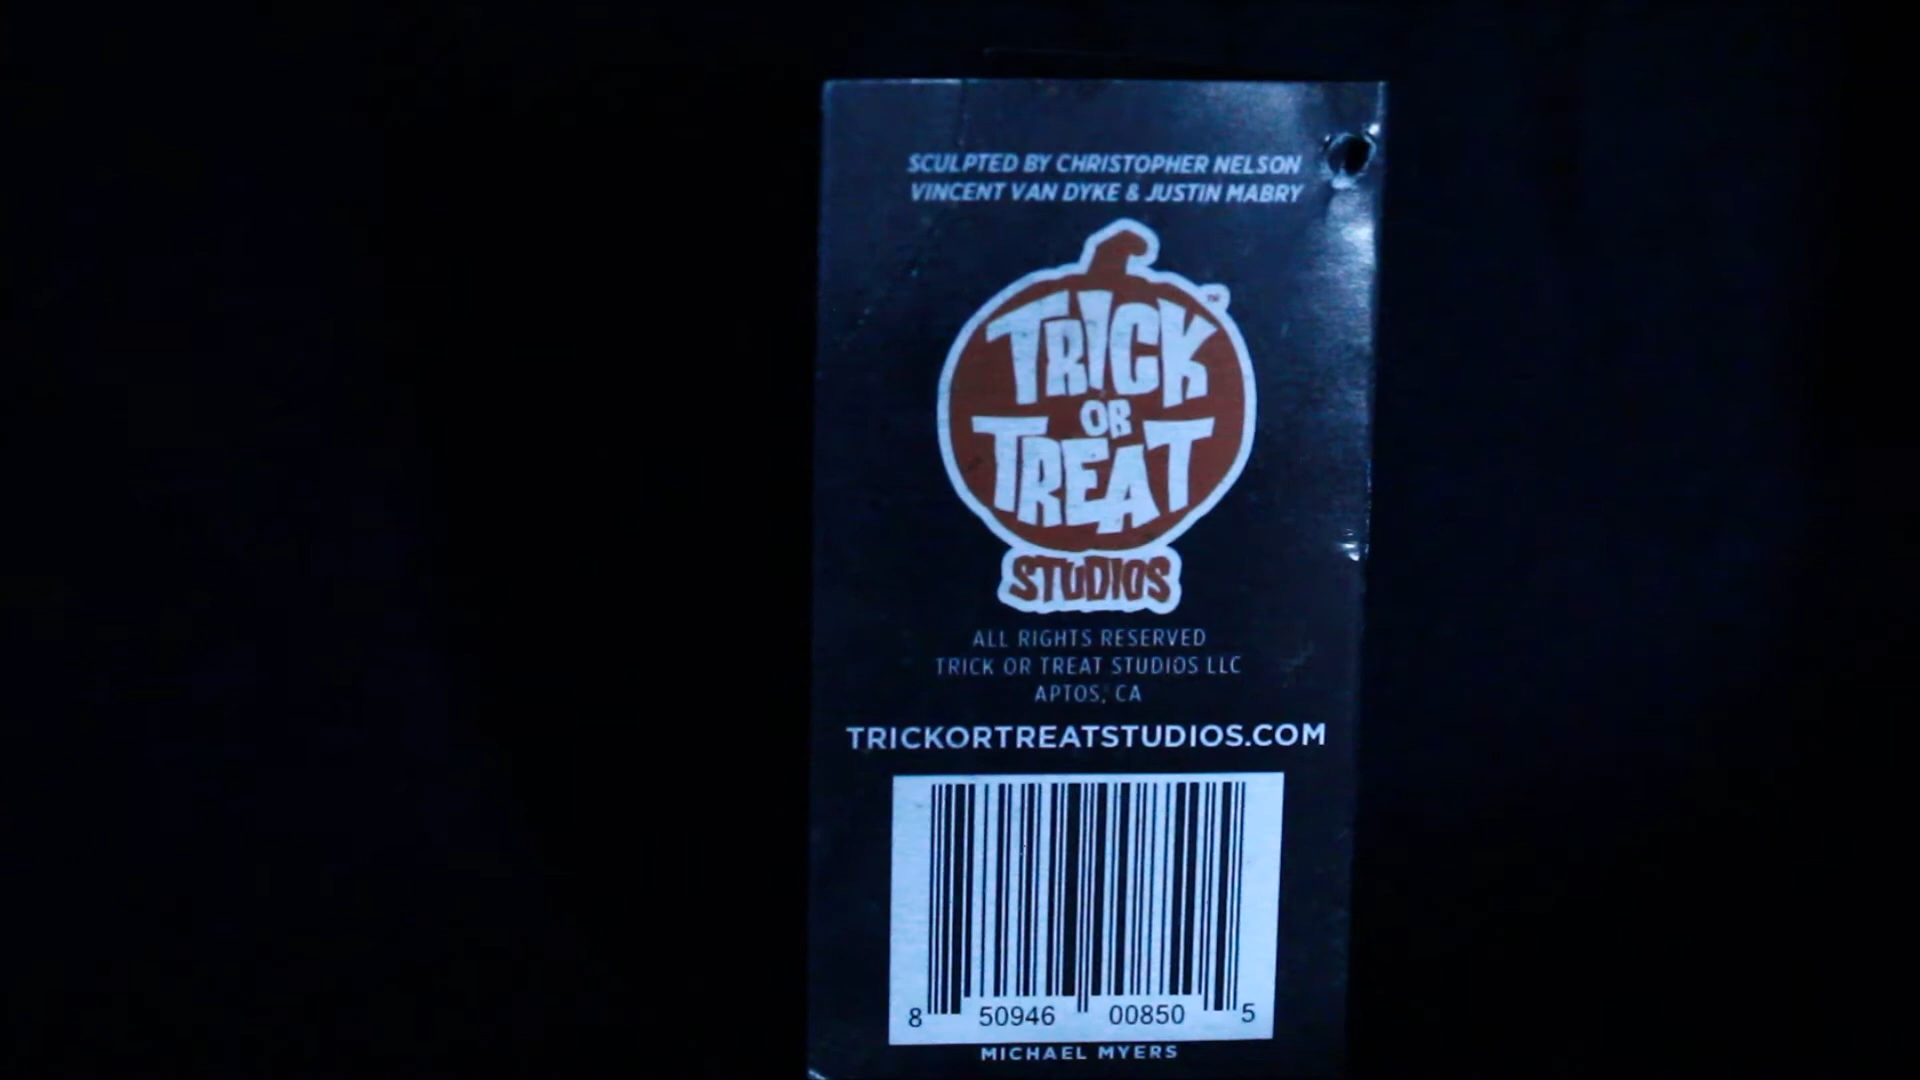 SCULPTED BY CHRISTOPHER NELSON
VINCENT VAN DYKE & JUSTIN MABRY
TRICK
OR
TREAT
TM
STUDIOS
ALL RIGHTS RESERVED
TRICK OR TREAT STUDIOS LLC
APTOS, CA
TRICKORTREATSTUDIOS.COM
8 50946 00850 5
MICHAEL MYERS